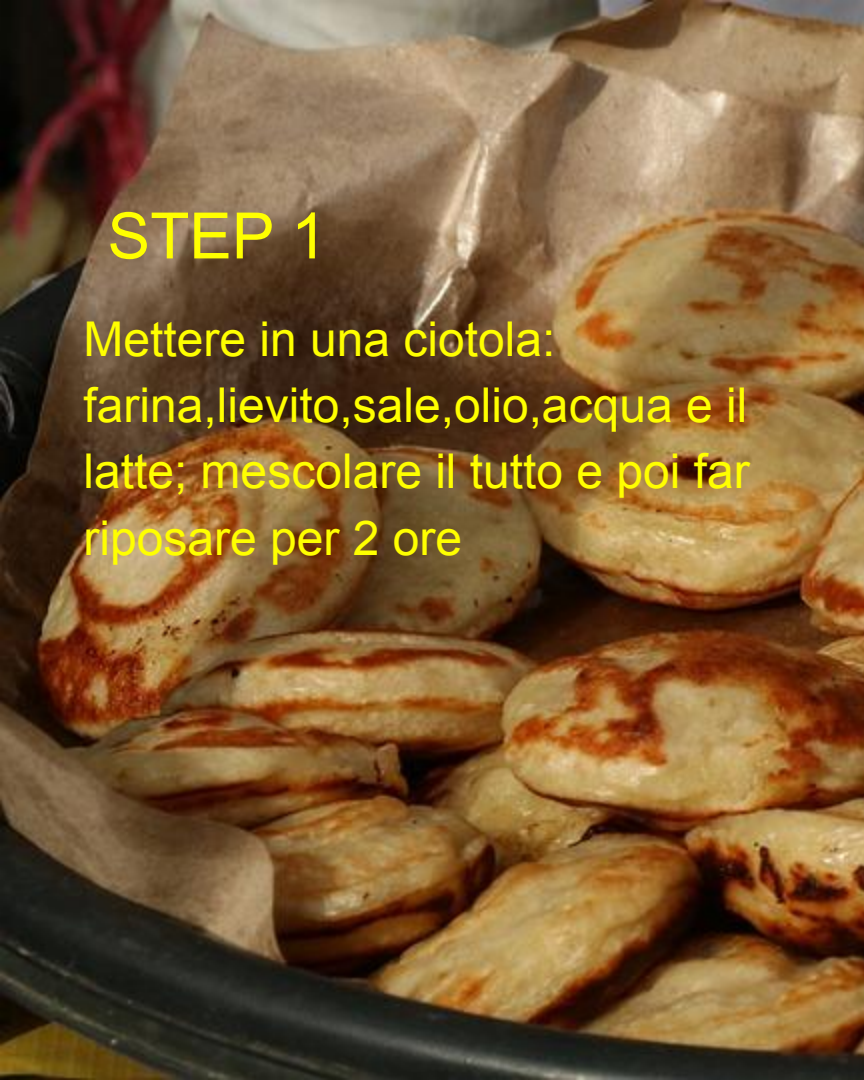 STEP 1
Mettere in una ciotola:
farina,lievito,sale,olio,acqua e il
latte; mescolare il tutto e poi far
riposare per 2 ore